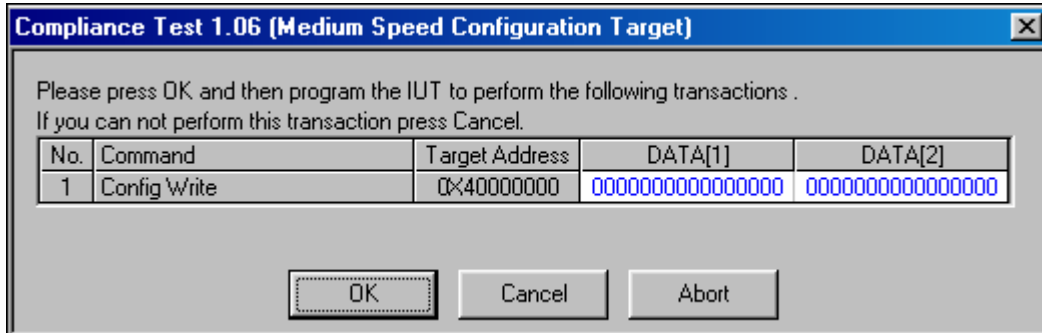 Compliance Test 1.06 (Medium Speed Configuration Target)
Please press OK and then program the IUT to perform the following transactions .
If you can not perform this transaction press Cancel.
No. Command Target Address DATA[1] DATA[2]
1 Config Write 0X40000000 0000000000000000 0000000000000000
OK Cancel Abort